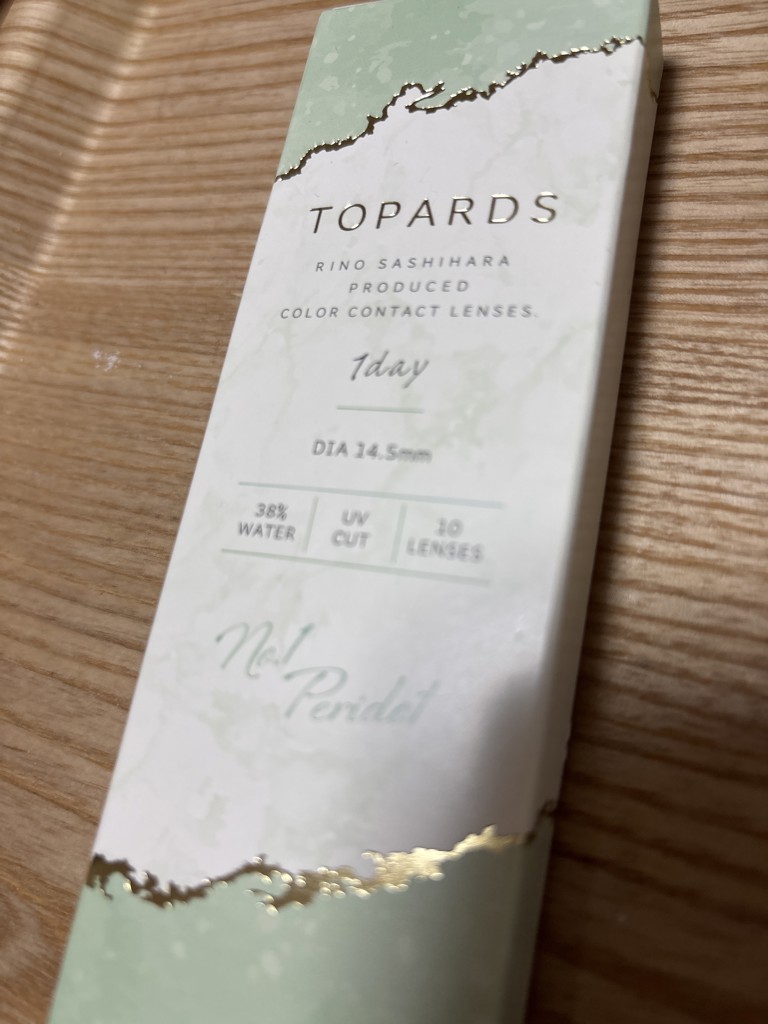 TOPARDS
RINO SASHIHARA
PRODUCED
COLOR CONTACT LENSES.
1day
DIA 14.5mm
38%
WATER
UV
CUT
10
LENSES
No.1
Peridot